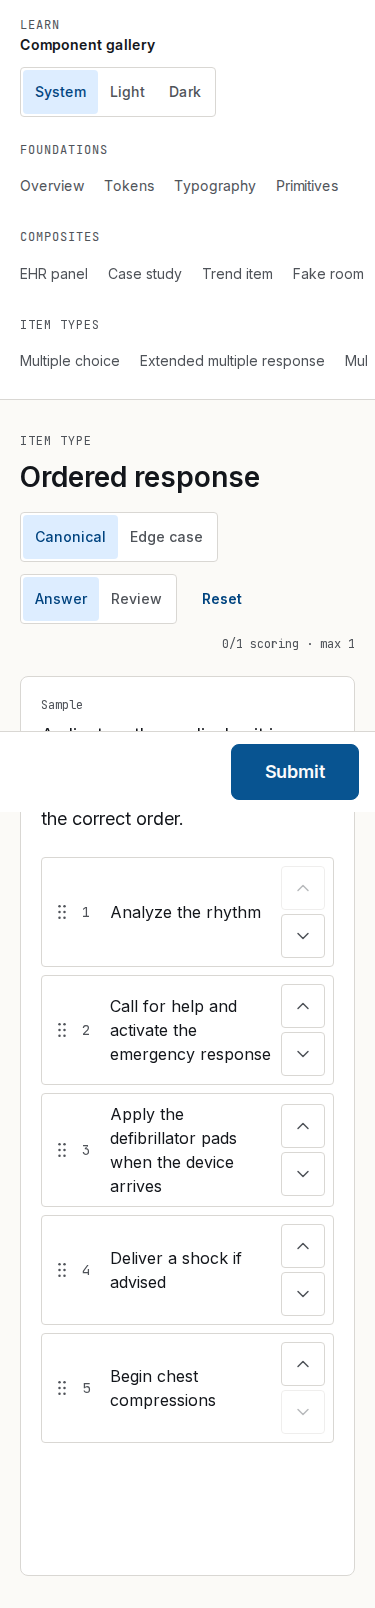 LEARN
Component gallery
System Light Dark
FOUNDATIONS
Overview Tokens Typography Primitives
COMPOSITES
EHR panel Case study Trend item Fake room
ITEM TYPES
Multiple choice Extended multiple response Mul
ITEM TYPE
Ordered response
Canonical Edge case
Answer Review Reset
0/1 scoring · max 1
Sample
Submit
the correct order.
1 Analyze the rhythm
2 Call for help and
activate the
emergency response
3 Apply the
defibrillator pads
when the device
arrives
4 Deliver a shock if
advised
5 Begin chest
compressions